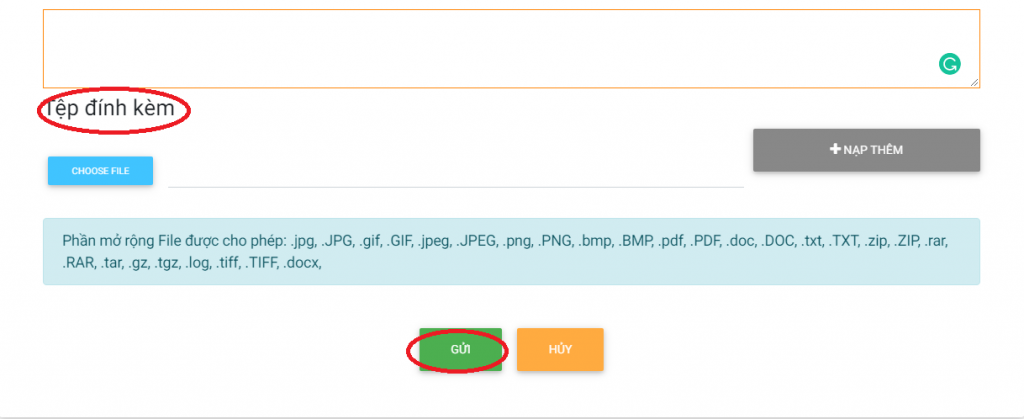 Tệp đính kèm
NẠP THÊM
CHOOSE FILE
Phần mở rộng File được cho phép: .jpg, .JPG, .gif, .GIF, .jpeg, .JPEG, .png, .PNG, .bmp, .BMP, .pdf, .PDF, .doc, .DOC, .txt, .TXT, .zip, .ZIP, .rar,
.RAR, .tar, .gz, .tgz, .log, .tiff, .TIFF, .docx,
GỬI
HỦY